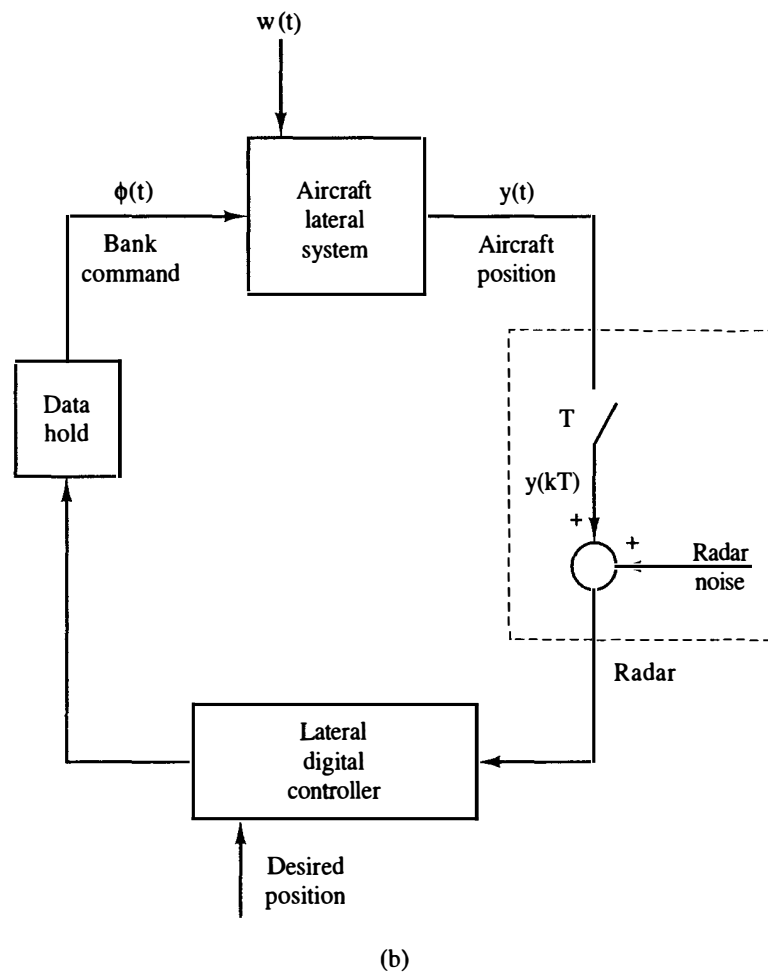 w(t)
Aircraft
lateral
system
ϕ(t)
Bank
command
y(t)
Aircraft
position
Data
hold
T
y(kT)
+
+
Radar
noise
Radar
Lateral
digital
controller
Desired
position
(b)